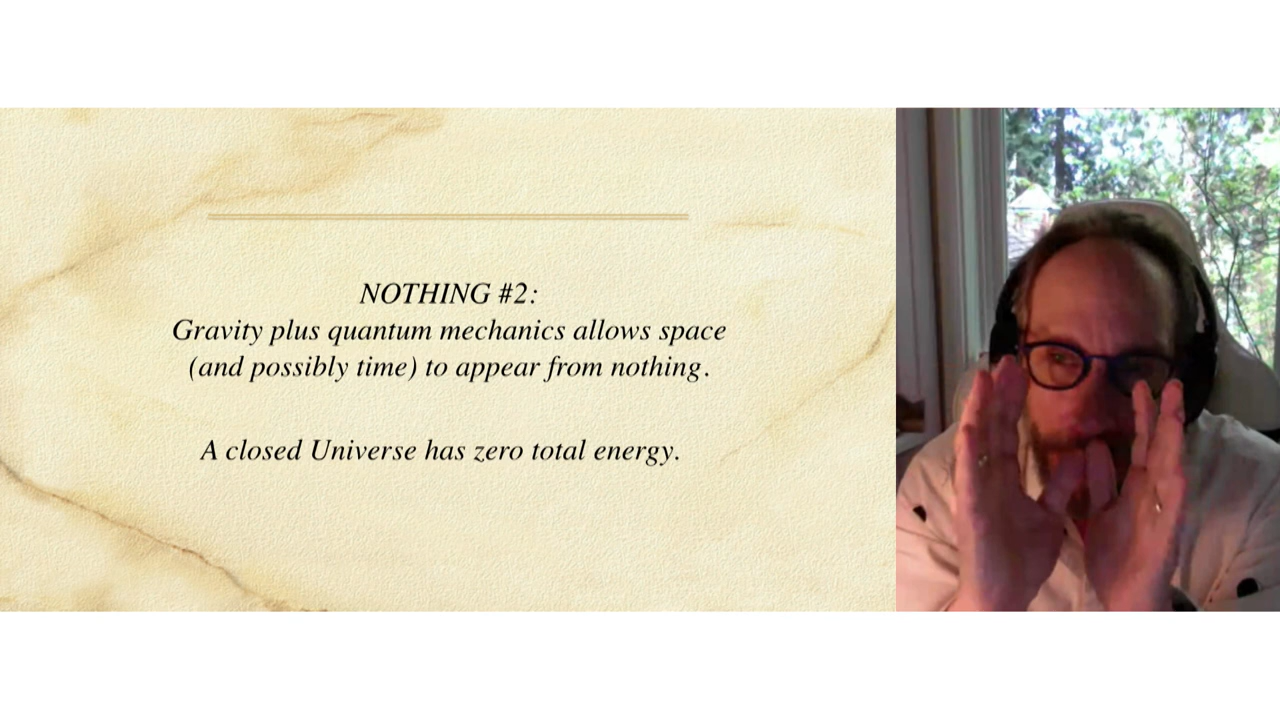 NOTHING #2:
Gravity plus quantum mechanics allows space
(and possibly time) to appear from nothing.
A closed Universe has zero total energy.